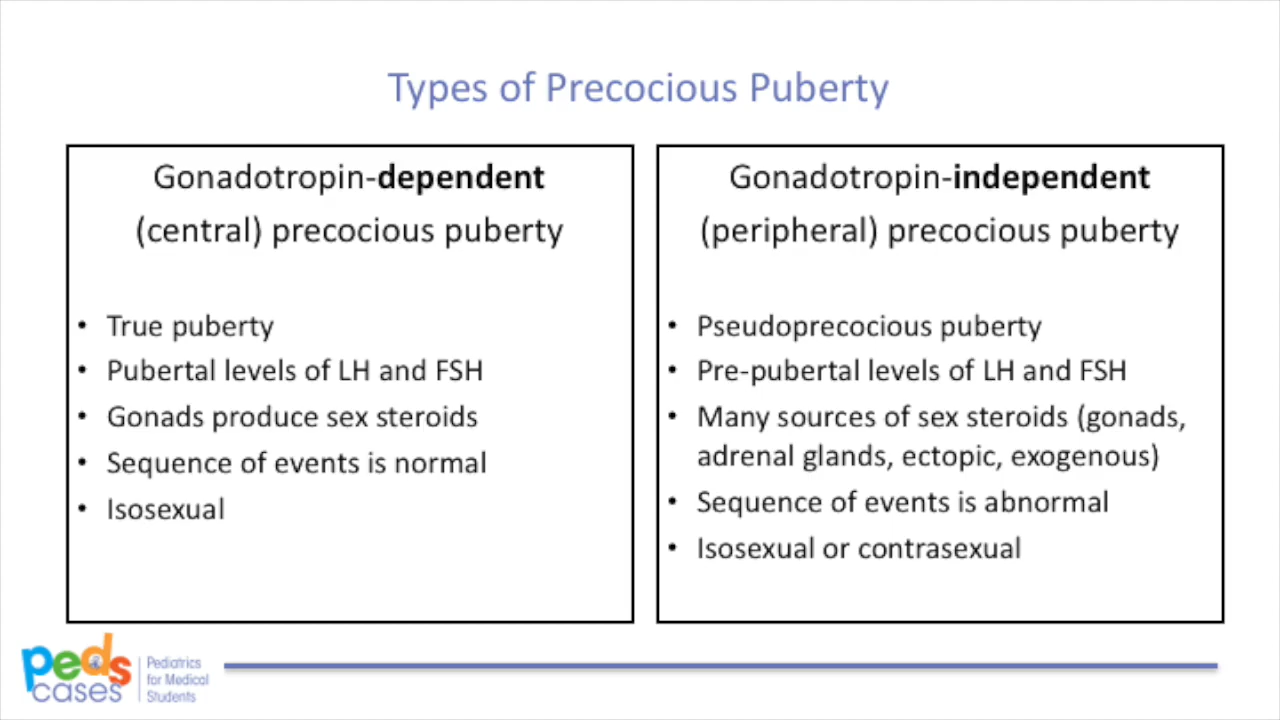 Types of Precocious Puberty
Gonadotropin-dependent
(central) precocious puberty
• True puberty
• Pubertal levels of LH and FSH
• Gonads produce sex steroids
• Sequence of events is normal
• Isosexual
Gonadotropin-independent
(peripheral) precocious puberty
• Pseudoprecocious puberty
• Pre-pubertal levels of LH and FSH
• Many sources of sex steroids (gonads,
adrenal glands, ectopic, exogenous)
• Sequence of events is abnormal
• Isosexual or contrasexual
peds
cases
Pediatrics
for Medical
Students